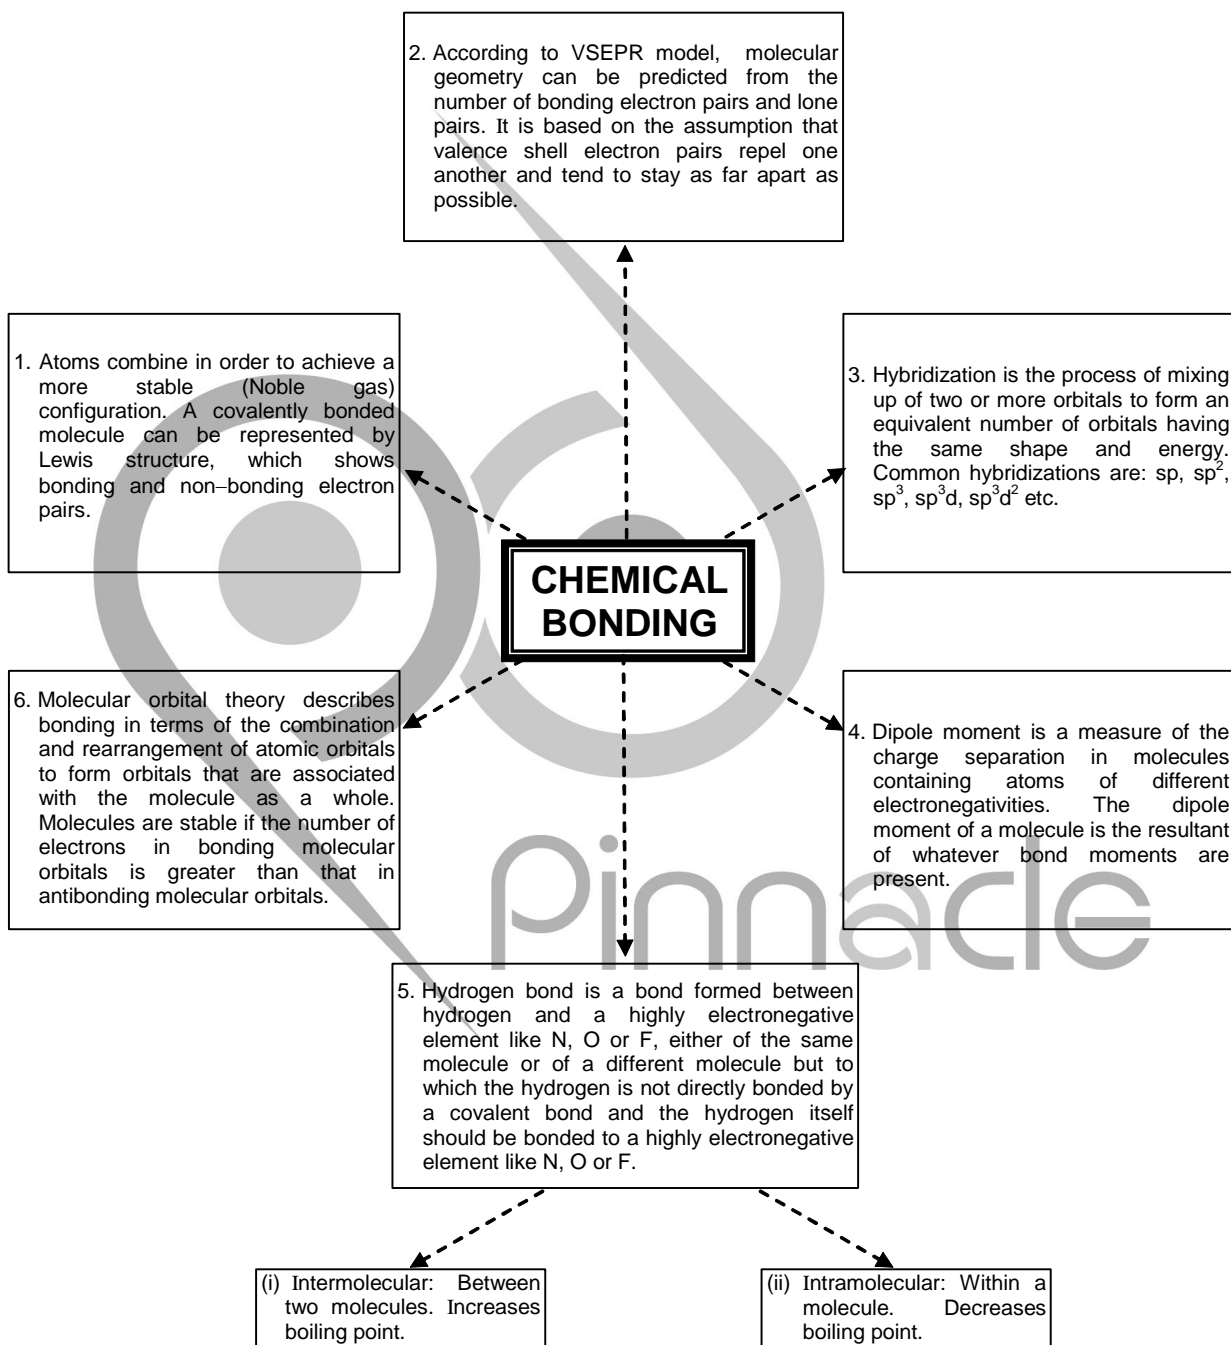 2. According to VSEPR model, molecular
geometry can be predicted from the
number of bonding electron pairs and lone
pairs. It is based on the assumption that
valence shell electron pairs repel one
another and tend to stay as far apart as
possible.
1. Atoms combine in order to achieve a
more stable (Noble gas)
configuration. A covalently bonded
molecule can be represented by
Lewis structure, which shows
bonding and non–bonding electron
pairs.
3. Hybridization is the process of mixing
up of two or more orbitals to form an
equivalent number of orbitals having
the same shape and energy.
Common hybridizations are: sp, sp²,
sp³, sp³d, sp³d² etc.
CHEMICAL
BONDING
6. Molecular orbital theory describes
bonding in terms of the combination
and rearrangement of atomic orbitals
to form orbitals that are associated
with the molecule as a whole.
Molecules are stable if the number of
electrons in bonding molecular
orbitals is greater than that in
antibonding molecular orbitals.
4. Dipole moment is a measure of the
charge separation in molecules
containing atoms of different
electronegativities. The dipole
moment of a molecule is the resultant
of whatever bond moments are
present.
Pinnacle
5. Hydrogen bond is a bond formed between
hydrogen and a highly electronegative
element like N, O or F, either of the same
molecule or of a different molecule but to
which the hydrogen is not directly bonded by
a covalent bond and the hydrogen itself
should be bonded to a highly electronegative
element like N, O or F.
(i) Intermolecular: Between
two molecules. Increases
boiling point.
(ii) Intramolecular: Within a
molecule. Decreases
boiling point.